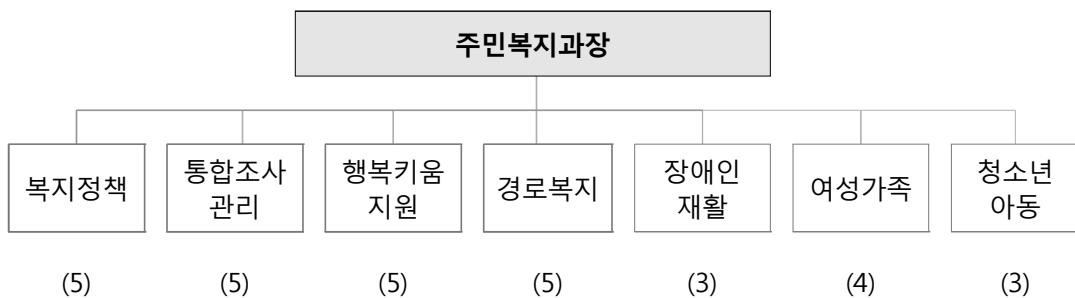 주민복지과장
복지정책
통합조사
관리
행복키움
지원
경로복지
장애인
재활
여성가족
청소년
아동
(5)
(5)
(5)
(5)
(3)
(4)
(3)